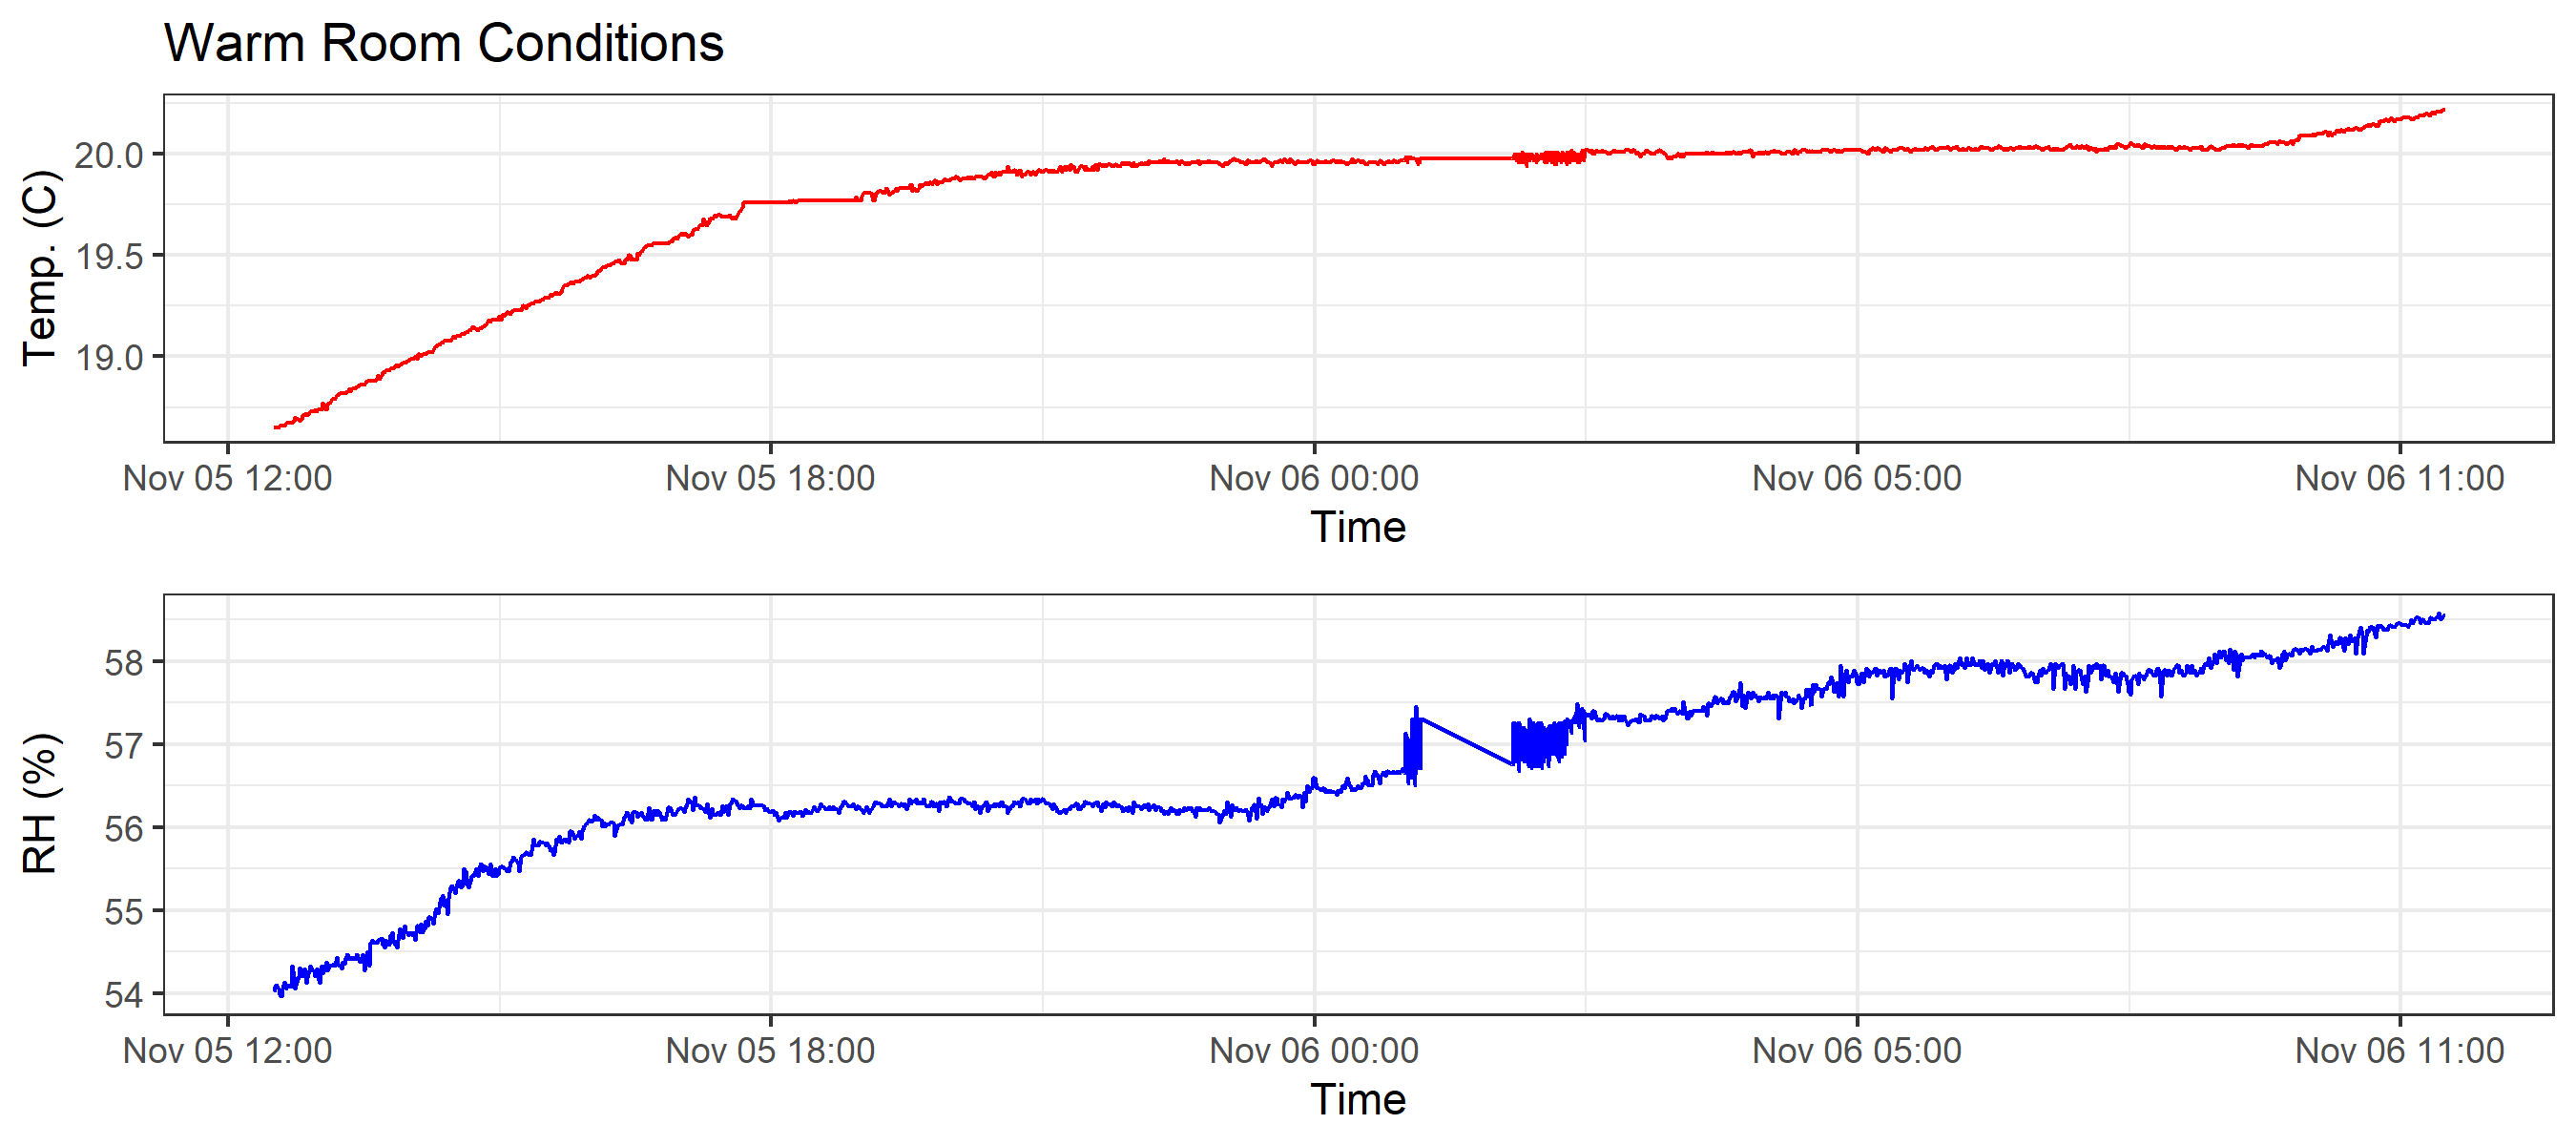 Warm Room Conditions
Temp. (C)
20.0
19.5
19.0
Nov 05 12:00 Nov 05 18:00 Nov 06 00:00 Nov 06 05:00 Nov 06 11:00
Time
RH (%)
58
57
56
55
54
Nov 05 12:00 Nov 05 18:00 Nov 06 00:00 Nov 06 05:00 Nov 06 11:00
Time